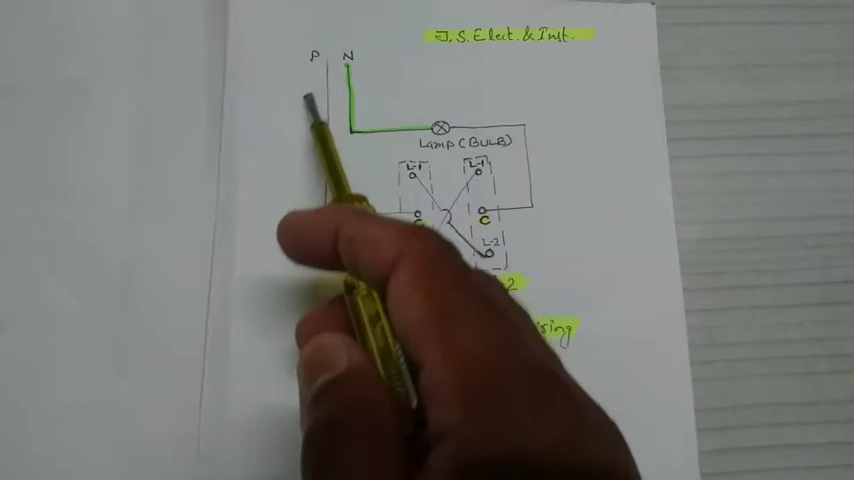 J.S.Elect.&Inst.
P N
Lamp(BULB)
L-1 L-1
C C
L-2